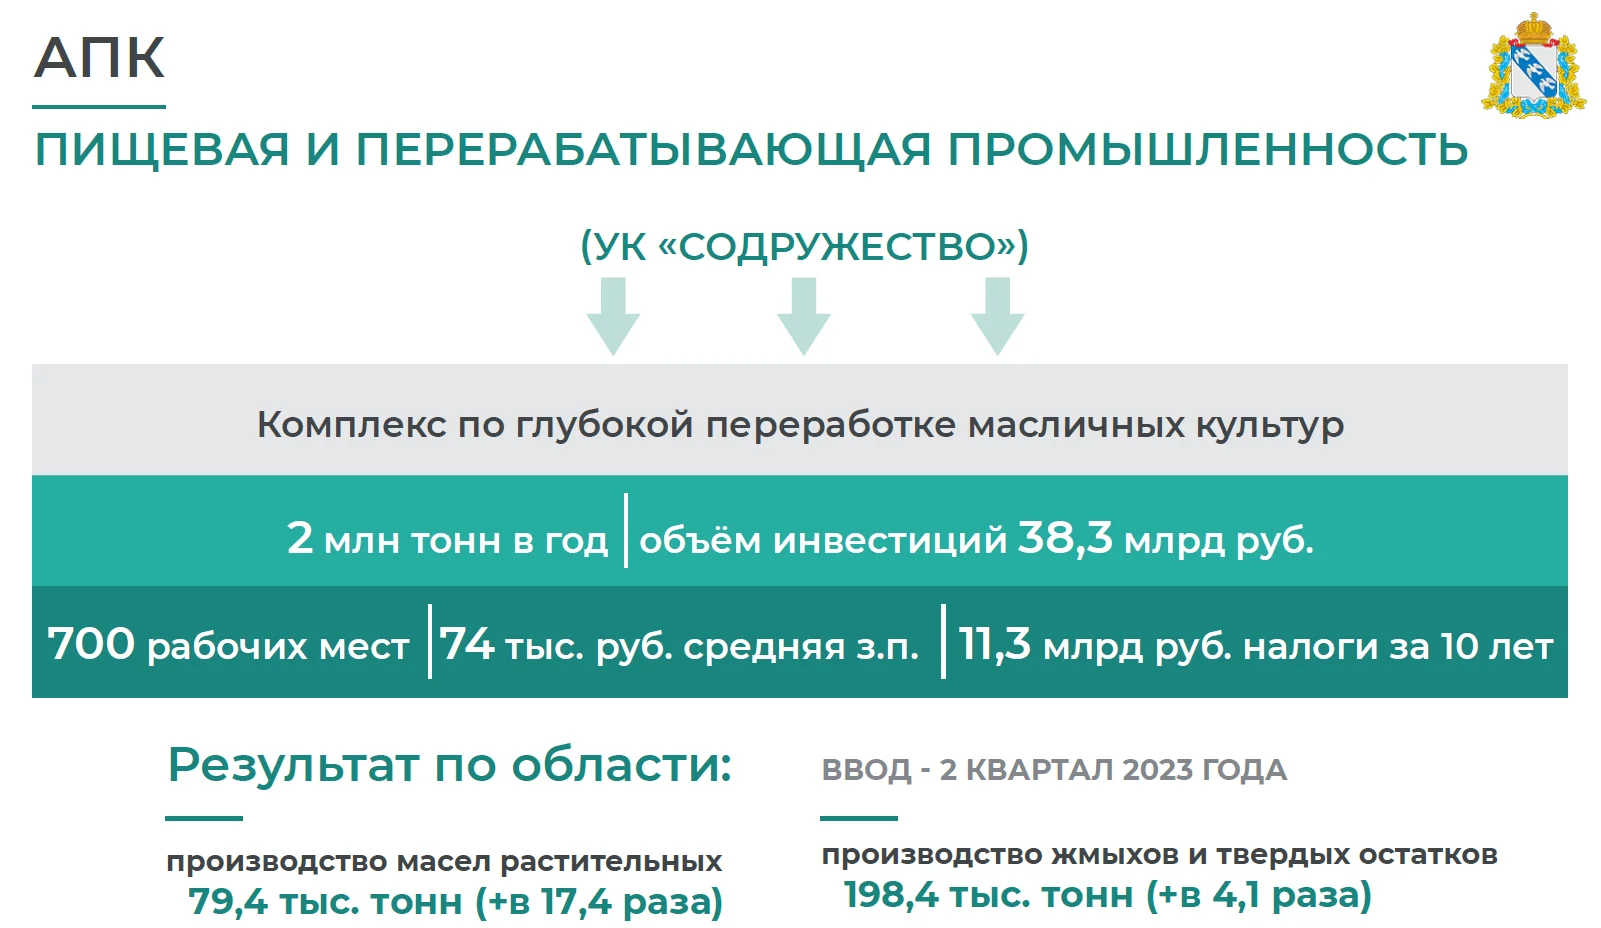 АПК
ПИЩЕВАЯ И ПЕРЕРАБАТЫВАЮЩАЯ ПРОМЫШЛЕННОСТЬ
(УК «СОДРУЖЕСТВО»)
Комплекс по глубокой переработке масличных культур
2 млн тонн в год
объём инвестиций 38,3 млрд руб.
700 рабочих мест
74 тыс. руб. средняя з.п.
11,3 млрд руб. налоги за 10 лет
Результат по области:
производство масел растительных
79,4 тыс. тонн (+в 17,4 раза)
ВВОД - 2 КВАРТАЛ 2023 ГОДА
производство жмыхов и твердых остатков
198,4 тыс. тонн (+в 4,1 раза)